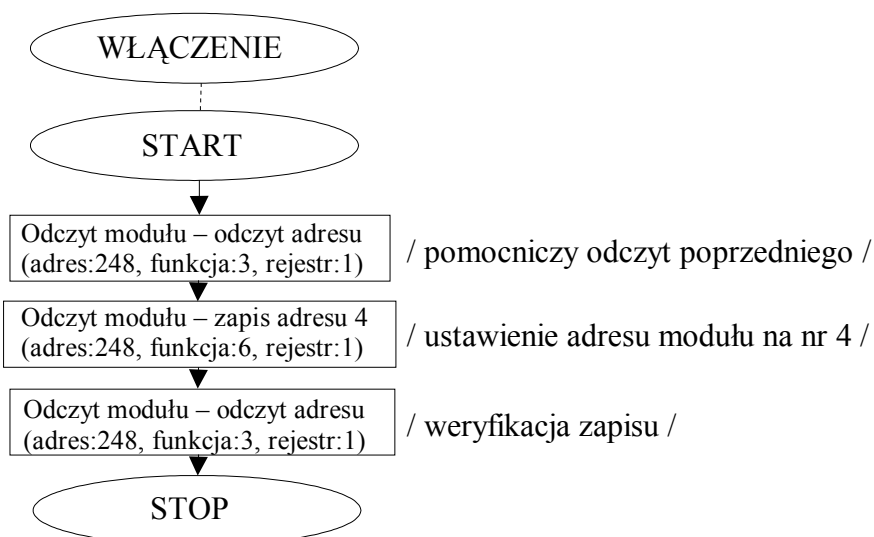 WŁĄCZENIE
START
Odczyt modułu – odczyt adresu
(adres:248, funkcja:3, rejestr:1)
/ pomocniczy odczyt poprzedniego /
Odczyt modułu – zapis adresu 4
(adres:248, funkcja:6, rejestr:1)
/ ustawienie adresu modułu na nr 4 /
Odczyt modułu – odczyt adresu
(adres:248, funkcja:3, rejestr:1)
/ weryfikacja zapisu /
STOP